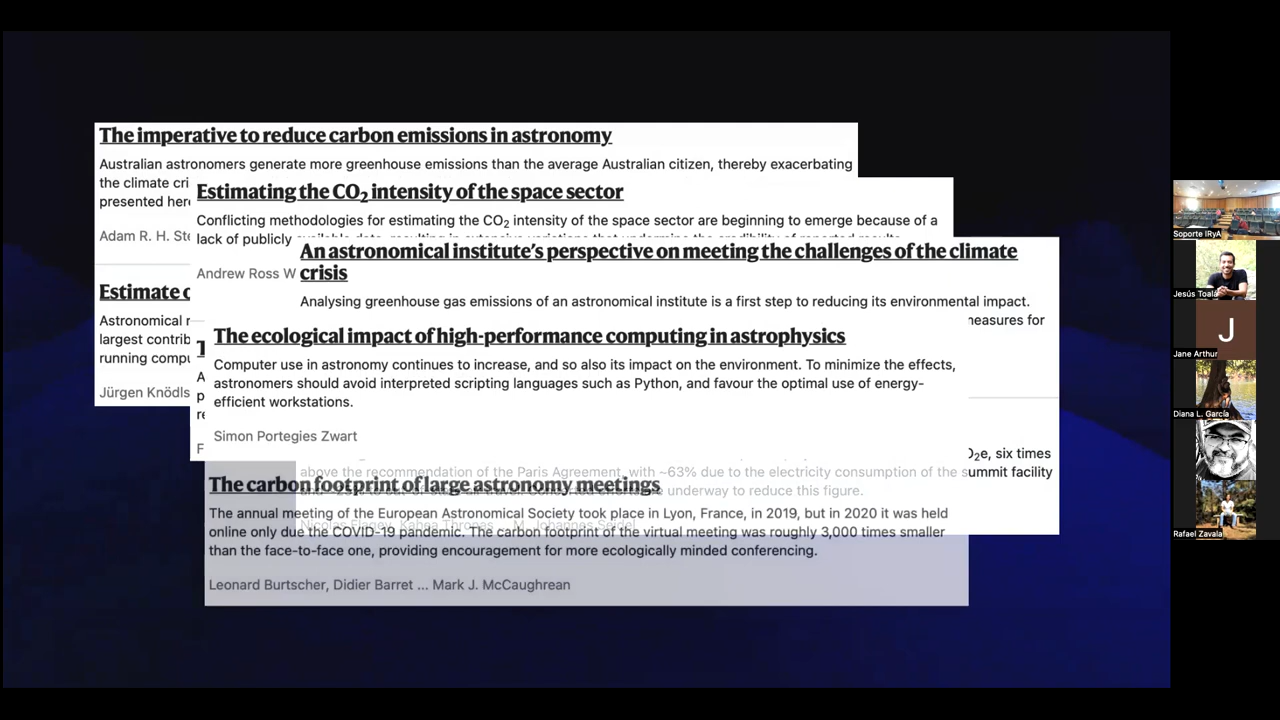 The imperative to reduce carbon emissions in astronomy
Australian astronomers generate more greenhouse emissions than the average Australian citizen, thereby exacerbating
the climate cri
presented here
Adam R. H. Ste
Estimating the CO2 intensity of the space sector
Conflicting methodologies for estimating the CO2 intensity of the space sector are beginning to emerge because of a
lack of publicly available data, resulting in
Andrew Ross W
An astronomical institute's perspective on meeting the challenges of the climate
crisis
Analysing greenhouse gas emissions of an astronomical institute is a first step to reducing its environmental impact.
measures for
Estimate o
Astronomical r
largest contrib
running compu
Jürgen Knödls
T
A
p
re
F
The ecological impact of high-performance computing in astrophysics
Computer use in astronomy continues to increase, and so also its impact on the environment. To minimize the effects,
astronomers should avoid interpreted scripting languages such as Python, and favour the optimal use of energy-
efficient workstations.
Simon Portegies Zwart
O2e, six times
above the recommendation of the Paris Agreement, with ~63% due to the electricity consumption of the summit facility
underway to reduce this figure.
The carbon footprint of large astronomy meetings
The annual meeting of the European Astronomical Society took place in Lyon, France, in 2019, but in 2020 it was held
online only due the COVID-19 pandemic. The carbon footprint of the virtual meeting was roughly 3,000 times smaller
than the face-to-face one, providing encouragement for more ecologically minded conferencing.
Leonard Burtscher, Didier Barret ... Mark J. McCaughrean
Soporte IRyA
Jesús Toalá
J
Jane Arthur
Diana L. García
Rafael Zavala